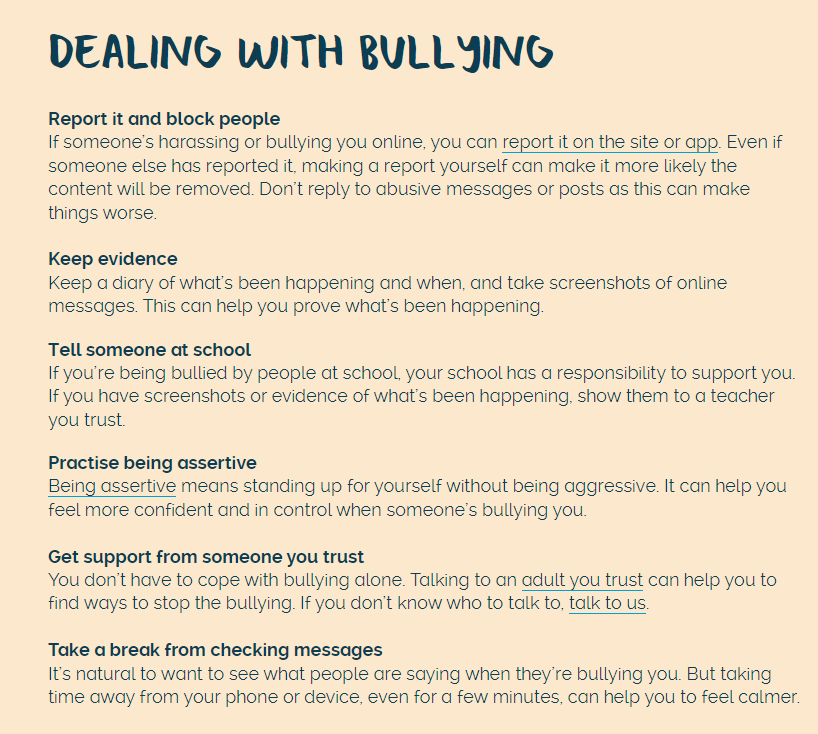 DEALING WITH BULLYING
Report it and block people
If someone's harassing or bullying you online, you can report it on the site or app. Even if
someone else has reported it, making a report yourself can make it more likely the
content will be removed. Don't reply to abusive messages or posts as this can make
things worse.
Keep evidence
Keep a diary of what's been happening and when, and take screenshots of online
messages. This can help you prove what's been happening.
Tell someone at school
If you're being bullied by people at school, your school has a responsibility to support you.
If you have screenshots or evidence of what's been happening, show them to a teacher
you trust.
Practise being assertive
Being assertive means standing up for yourself without being aggressive. It can help you
feel more confident and in control when someone's bullying you.
Get support from someone you trust
You don't have to cope with bullying alone. Talking to an adult you trust can help you to
find ways to stop the bullying. If you don't know who to talk to, talk to us.
Take a break from checking messages
It's natural to want to see what people are saying when they're bullying you. But taking
time away from your phone or device, even for a few minutes, can help you to feel calmer.